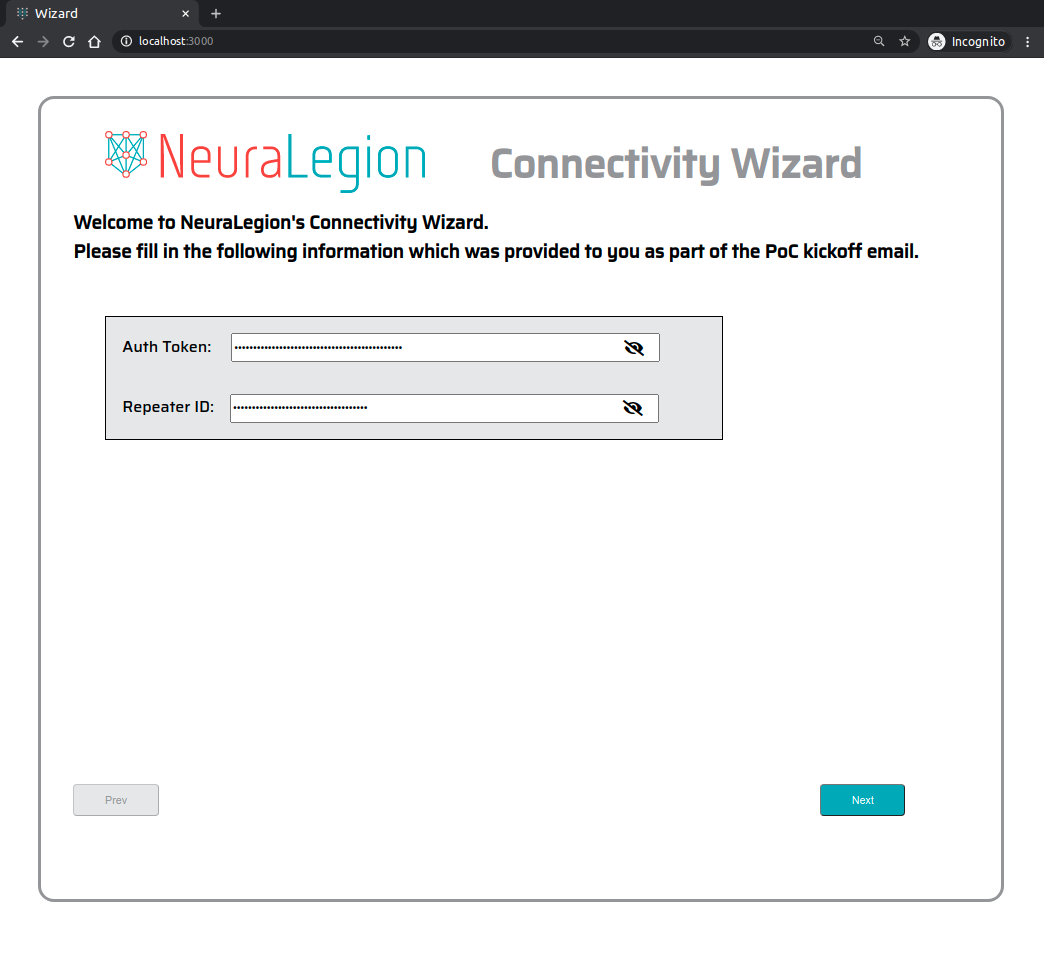 Wizard
localhost:3000
Incognito
NeuraLegion
Connectivity Wizard
Welcome to NeuraLegion's Connectivity Wizard.
Please fill in the following information which was provided to you as part of the PoC kickoff email.
Auth Token:
Repeater ID:
Prev
Next